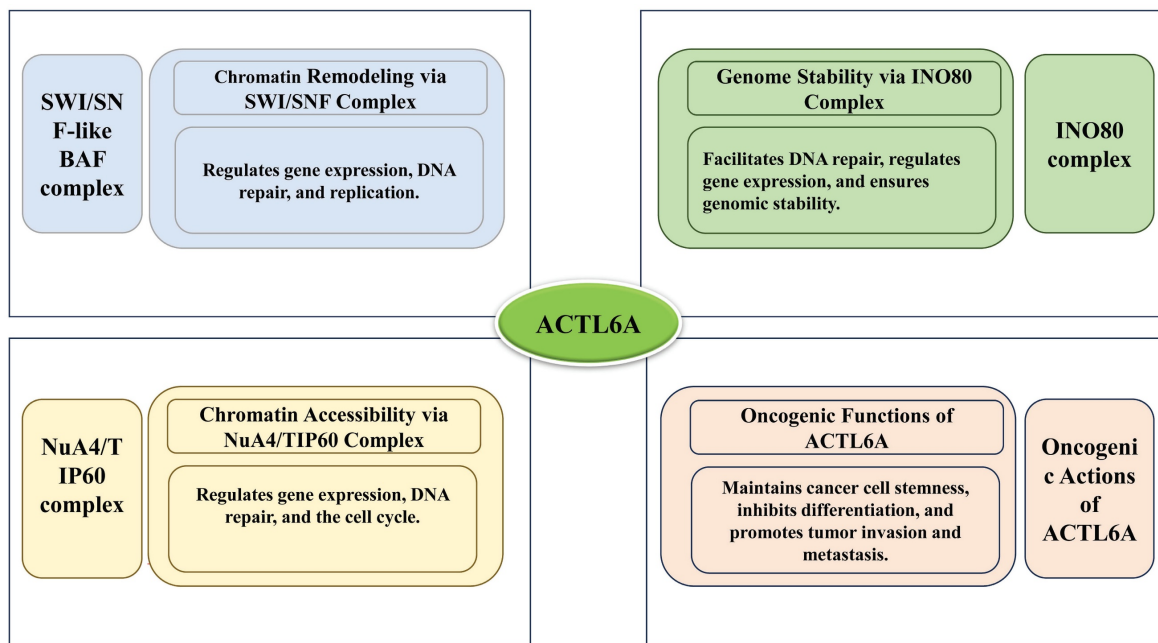 SWI/SN
F-like
BAF
complex
Chromatin Remodeling via
SWI/SNF Complex
Regulates gene expression, DNA
repair, and replication.
Genome Stability via INO80
Complex
Facilitates DNA repair, regulates
gene expression, and ensures
genomic stability.
INO80
complex
ACTL6A
NuA4/T
IP60
complex
Chromatin Accessibility via
NuA4/TIP60 Complex
Regulates gene expression, DNA
repair, and the cell cycle.
Oncogenic Functions of
ACTL6A
Maintains cancer cell stemness,
inhibits differentiation, and
promotes tumor invasion and
metastasis.
Oncogeni
c Actions
of
ACTL6A